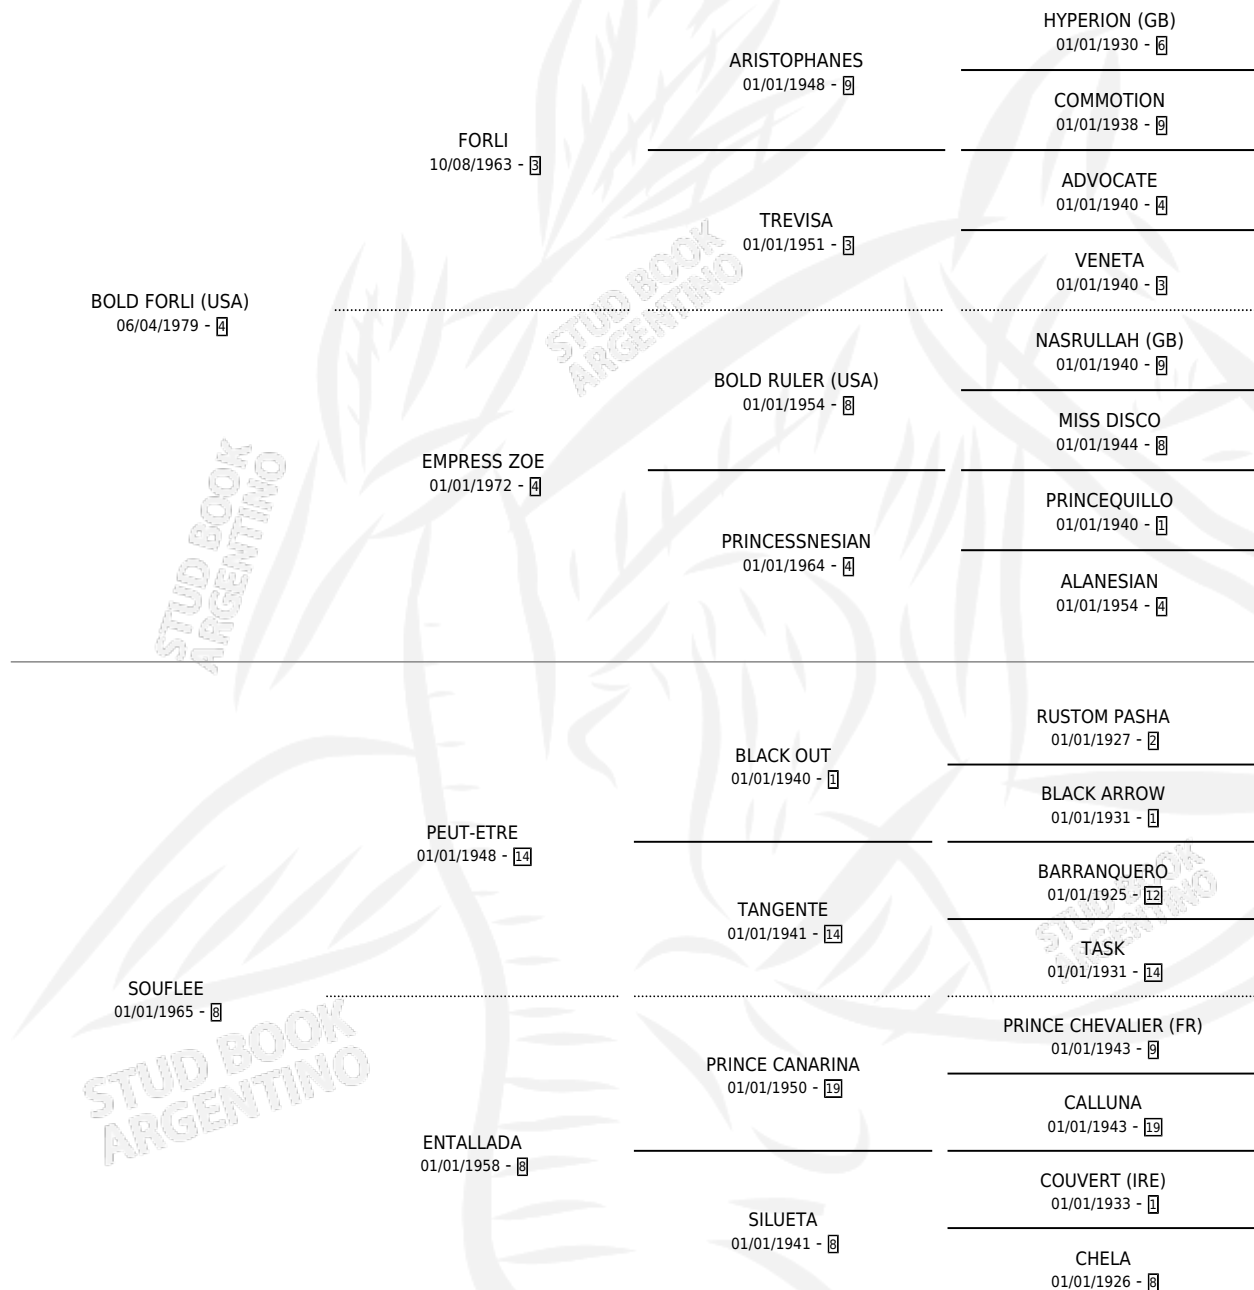 HYPERION (GB)
01/01/1930 - 6
ARISTOPHANES
01/01/1948 - 9
COMMOTION
01/01/1938 - 9
FORLI
10/08/1963 - 3
ADVOCATE
01/01/1940 - 4
TREVISA
01/01/1951 - 3
VENETA
01/01/1940 - 3
BOLD FORLI (USA)
06/04/1979 - 4
NASRULLAH (GB)
01/01/1940 - 9
BOLD RULER (USA)
01/01/1954 - 8
MISS DISCO
01/01/1944 - 8
EMPRESS ZOE
01/01/1972 - 4
PRINCEQUILLO
01/01/1940 - 1
PRINCESSNESIAN
01/01/1964 - 4
ALANESIAN
01/01/1954 - 4
RUSTOM PASHA
01/01/1927 - 2
BLACK OUT
01/01/1940 - 1
BLACK ARROW
01/01/1931 - 1
PEUT-ETRE
01/01/1948 - 14
BARRANQUERO
01/01/1925 - 12
TANGENTE
01/01/1941 - 14
TASK
01/01/1931 - 14
SOUFLEE
01/01/1965 - 8
PRINCE CHEVALIER (FR)
01/01/1943 - 9
PRINCE CANARINA
01/01/1950 - 19
CALLUNA
01/01/1943 - 19
ENTALLADA
01/01/1958 - 8
COUVERT (IRE)
01/01/1933 - 1
SILUETA
01/01/1941 - 8
CHELA
01/01/1926 - 8
STUD BOOK
ARGENTINO
STUD BOOK
ARGENTINO
STUD BOOK
ARGENTINO
STUD BOOK
ARGENTINO